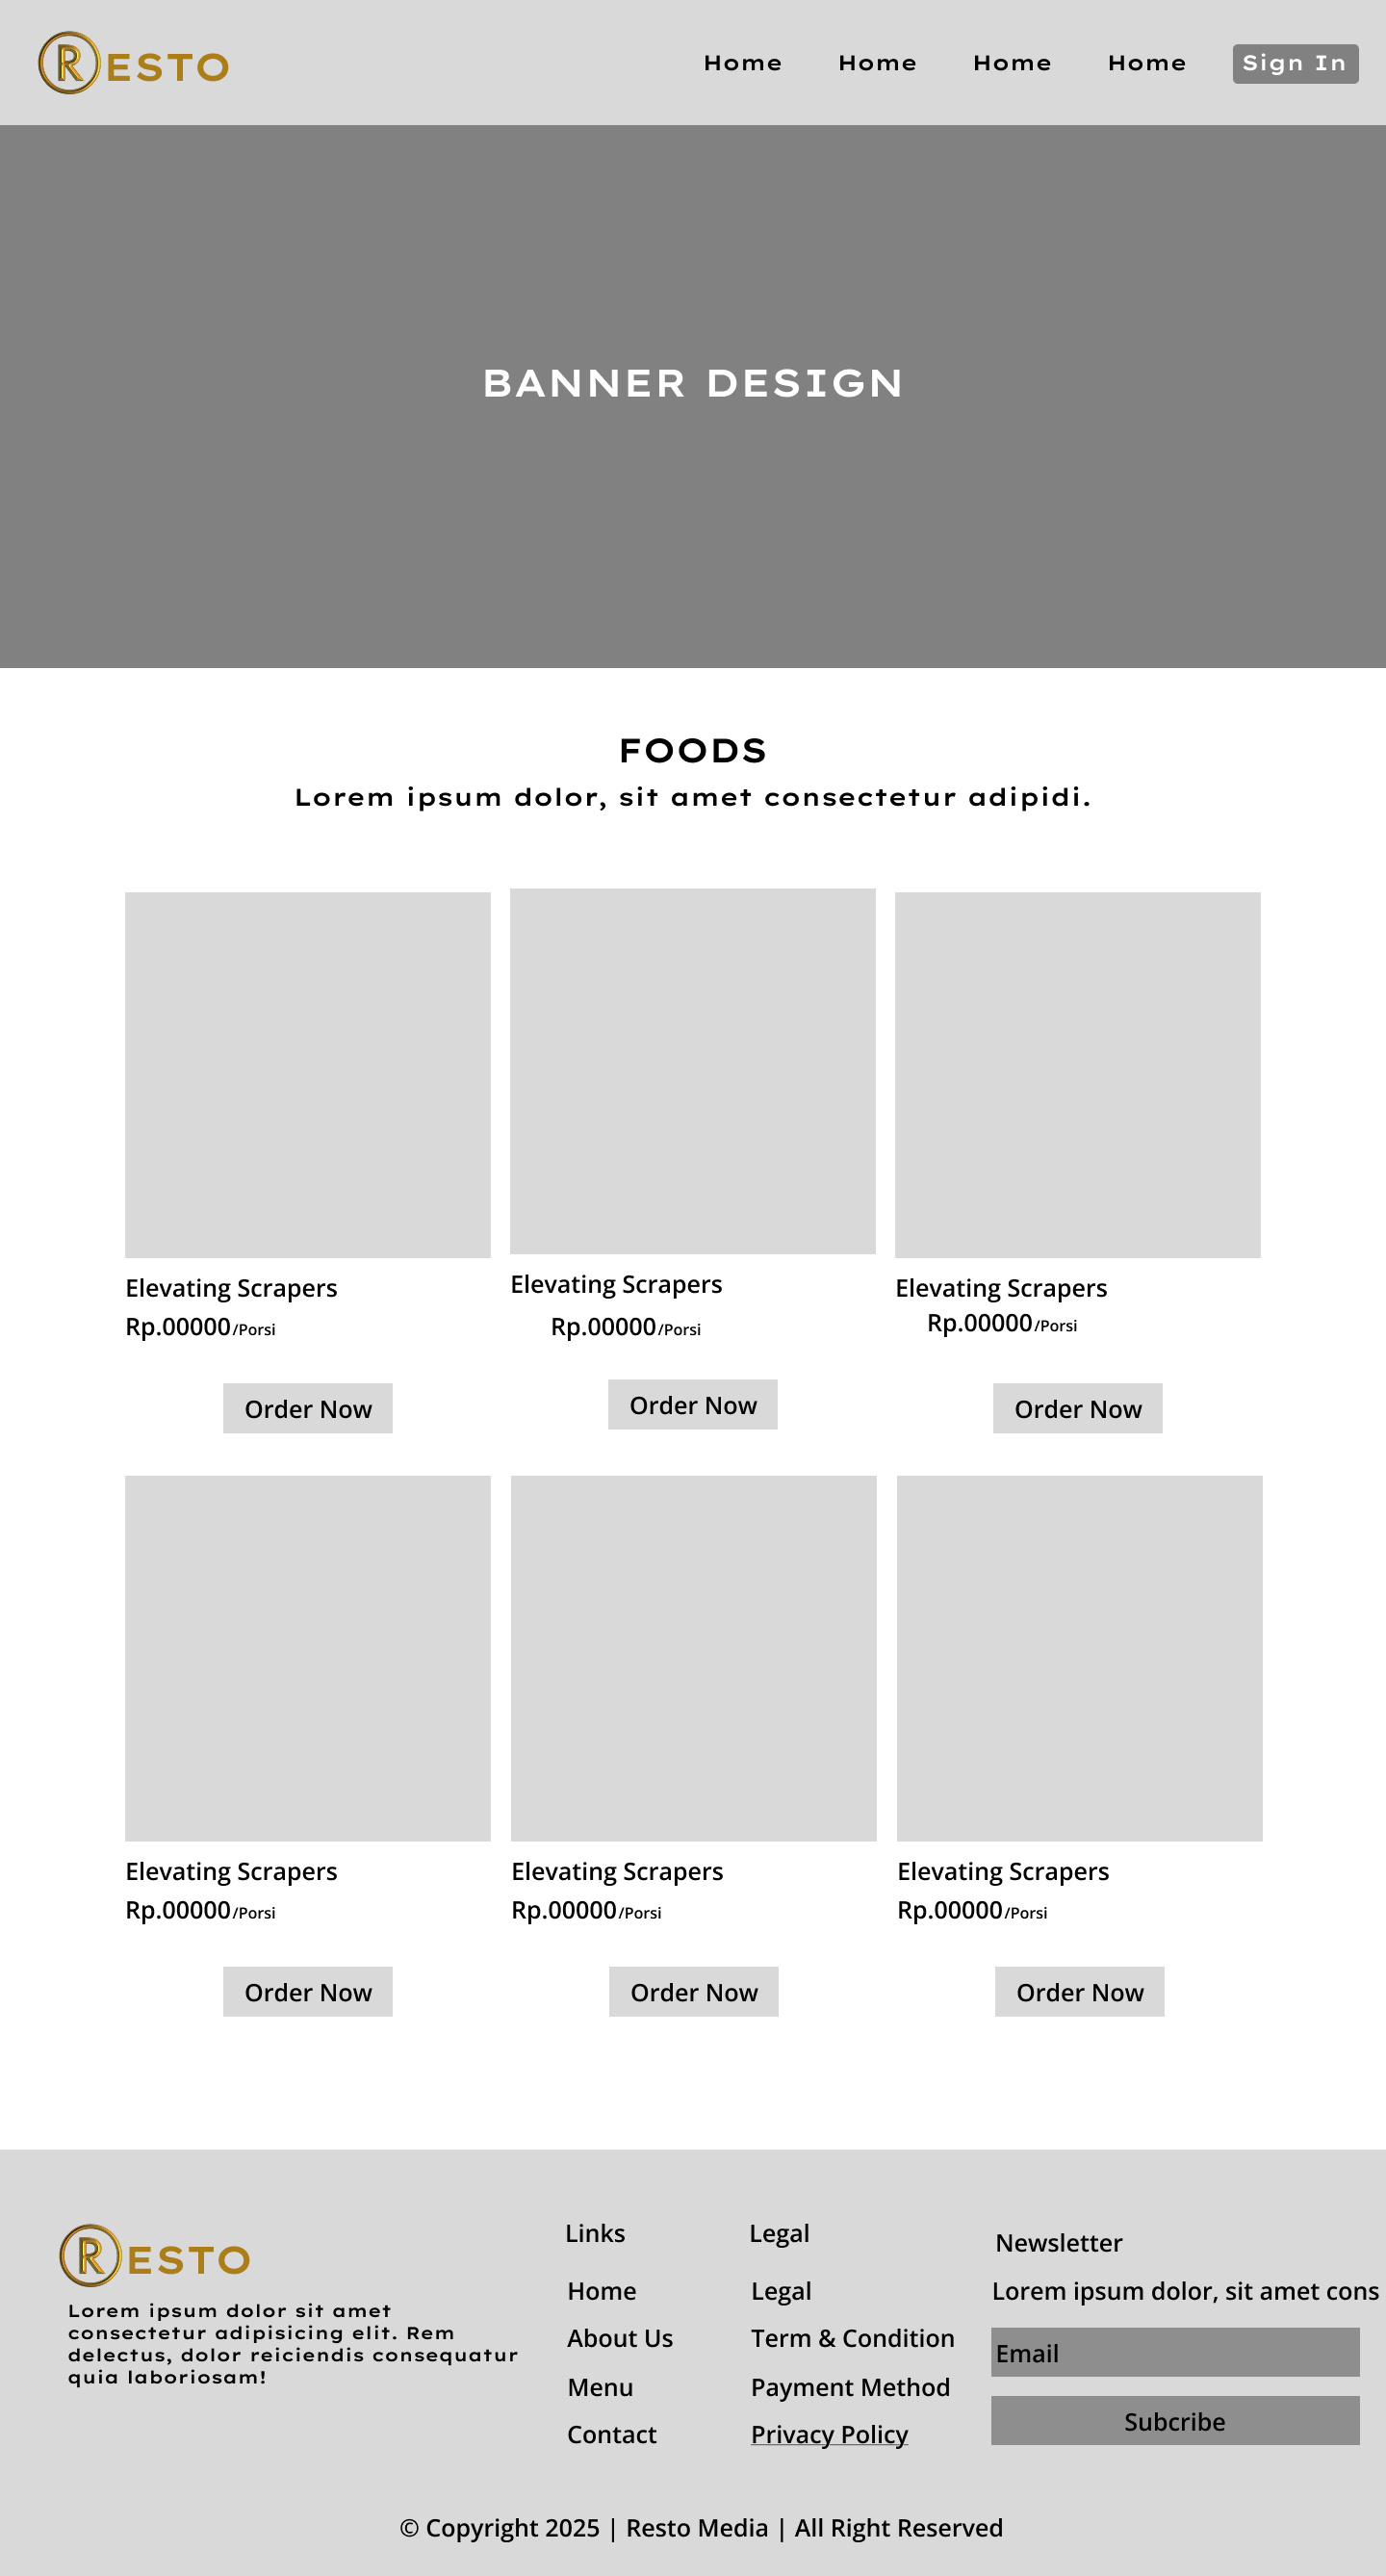 RESTO
Home Home Home Home Sign In
BANNER DESIGN
FOODS
Lorem ipsum dolor, sit amet consectetur adipidi.
Elevating Scrapers
Rp.00000/Porsi
Order Now
Elevating Scrapers
Rp.00000/Porsi
Order Now
Elevating Scrapers
Rp.00000/Porsi
Order Now
Elevating Scrapers
Rp.00000/Porsi
Order Now
Elevating Scrapers
Rp.00000/Porsi
Order Now
Elevating Scrapers
Rp.00000/Porsi
Order Now
RESTO
Lorem ipsum dolor sit amet
consectetur adipisicing elit. Rem
delectus, dolor reiciendis consequatur
quia laboriosam!
Links
Home
About Us
Menu
Contact
Legal
Legal
Term & Condition
Payment Method
Privacy Policy
Newsletter
Lorem ipsum dolor, sit amet cons
Email
Subcribe
© Copyright 2025 | Resto Media | All Right Reserved